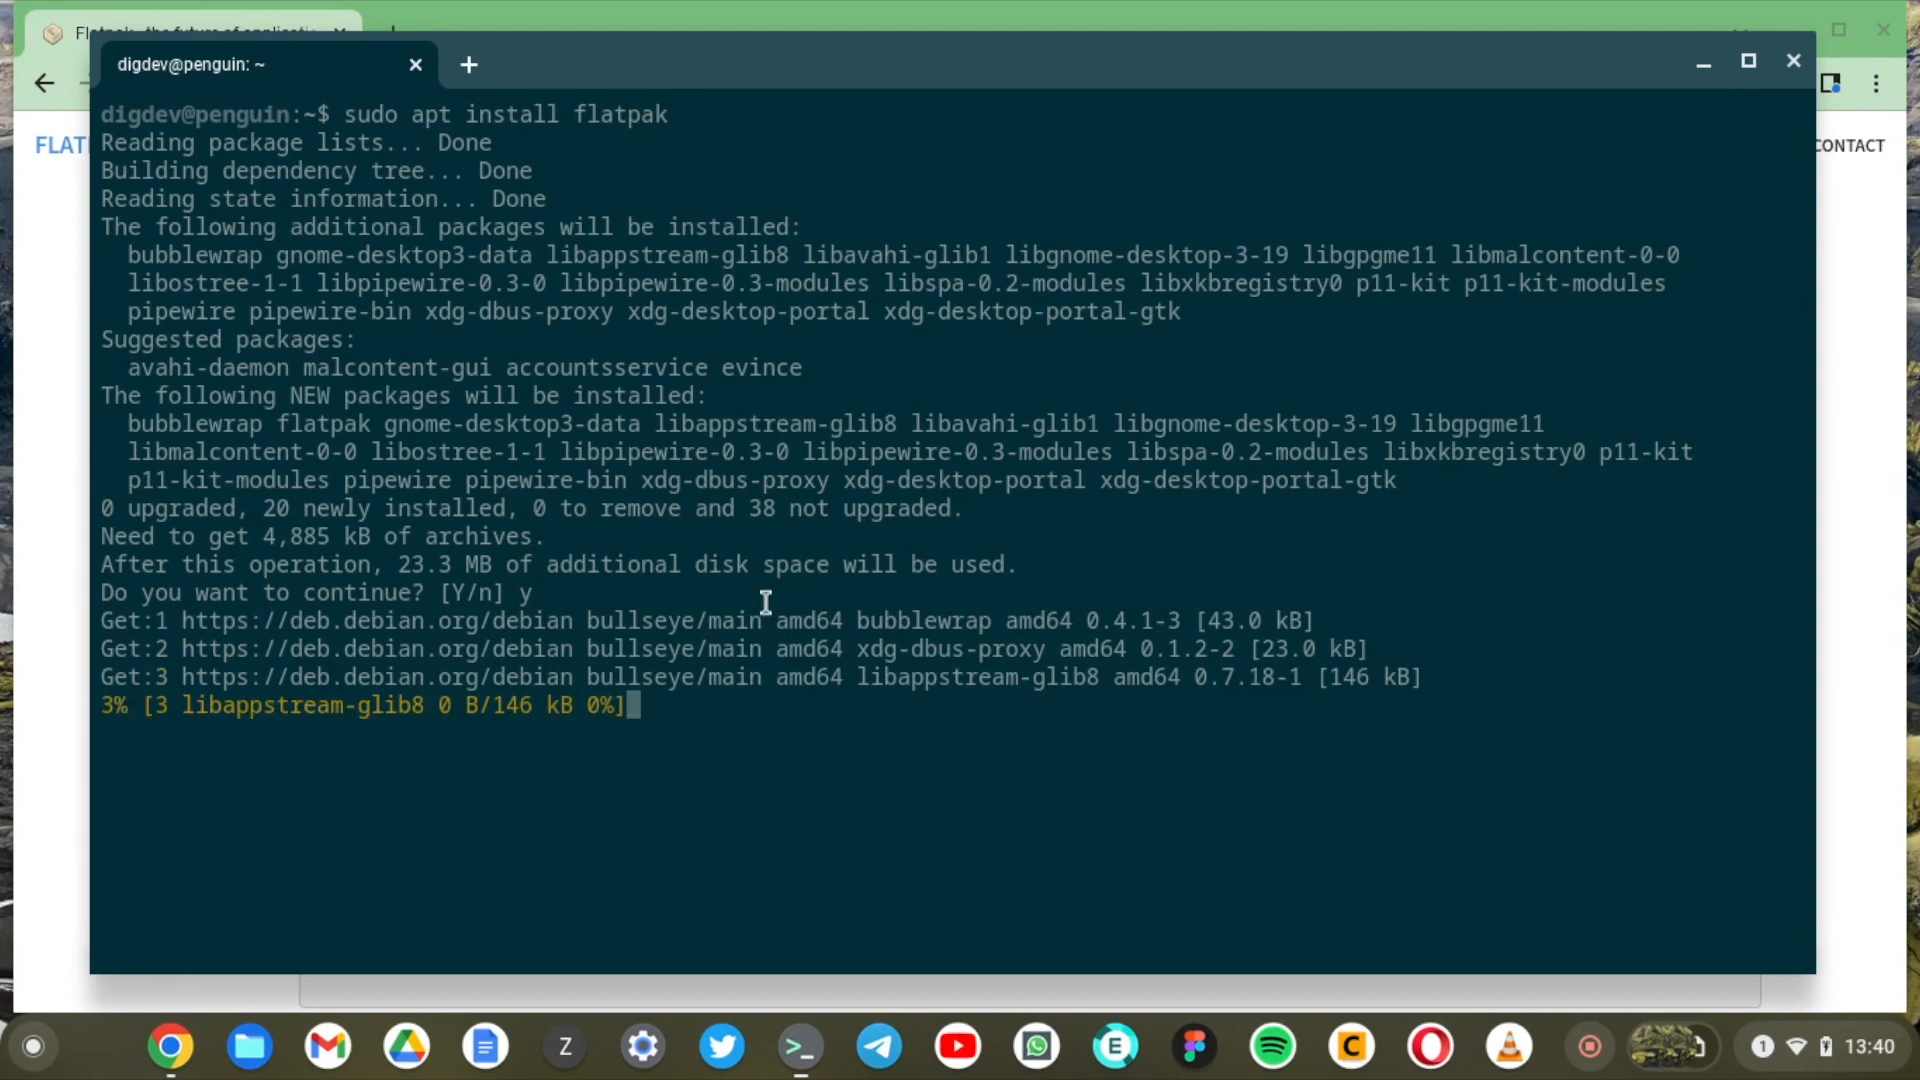 digdev@penguin: ~
digdev@penguin:~$ sudo apt install flatpak
Reading package lists... Done
Building dependency tree... Done
Reading state information... Done
The following additional packages will be installed:
bubblewrap gnome-desktop3-data libappstream-glib8 libavahi-glib1 libgnome-desktop-3-19 libgpgme11 libmalcontent-0-0
libostree-1-1 libpipewire-0.3-0 libpipewire-0.3-modules libspa-0.2-modules libxkbregistry0 p11-kit p11-kit-modules
pipewire pipewire-bin xdg-dbus-proxy xdg-desktop-portal xdg-desktop-portal-gtk
Suggested packages:
avahi-daemon malcontent-gui accountsservice evince
The following NEW packages will be installed:
bubblewrap flatpak gnome-desktop3-data libappstream-glib8 libavahi-glib1 libgnome-desktop-3-19 libgpgme11
libmalcontent-0-0 libostree-1-1 libpipewire-0.3-0 libpipewire-0.3-modules libspa-0.2-modules libxkbregistry0 p11-kit
p11-kit-modules pipewire pipewire-bin xdg-dbus-proxy xdg-desktop-portal xdg-desktop-portal-gtk
0 upgraded, 20 newly installed, 0 to remove and 38 not upgraded.
Need to get 4,885 kB of archives.
After this operation, 23.3 MB of additional disk space will be used.
Do you want to continue? [Y/n] y
Get:1 https://deb.debian.org/debian bullseye/main amd64 bubblewrap amd64 0.4.1-3 [43.0 kB]
Get:2 https://deb.debian.org/debian bullseye/main amd64 xdg-dbus-proxy amd64 0.1.2-2 [23.0 kB]
Get:3 https://deb.debian.org/debian bullseye/main amd64 libappstream-glib8 amd64 0.7.18-1 [146 kB]
3% [3 libappstream-glib8 0 B/146 kB 0%]
FLAT
CONTACT
Z
>_
E
C
1
13:40